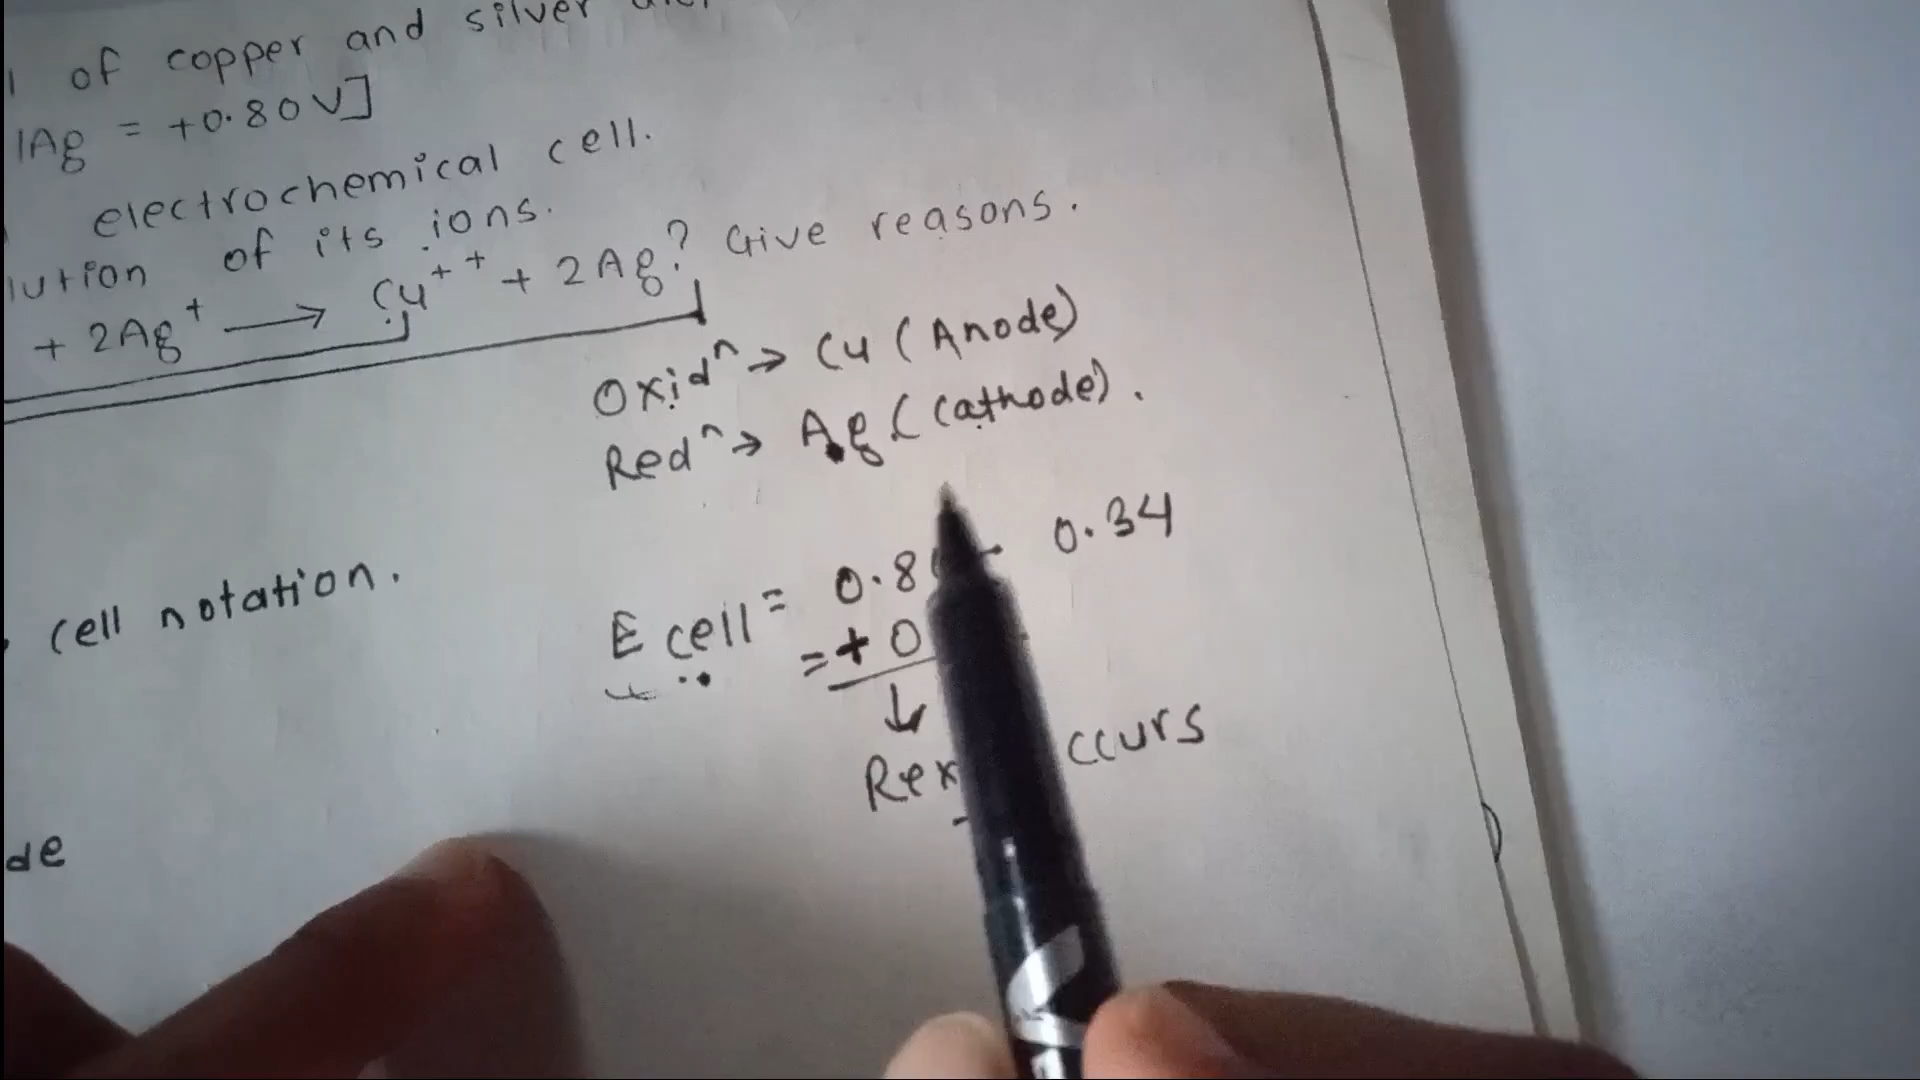 of copper and silver
|Ag = +0.80V]
electrochemical cell.
lution of its ions.
+ 2Ag⁺ → Cu⁺⁺ + 2Ag? Give reasons.
Oxidⁿ → Cu (Anode)
Redⁿ → Ag (Cathode).
Ecell = 0.8 - 0.34
= + 0
↓
Rex ccurs
cell notation.
de